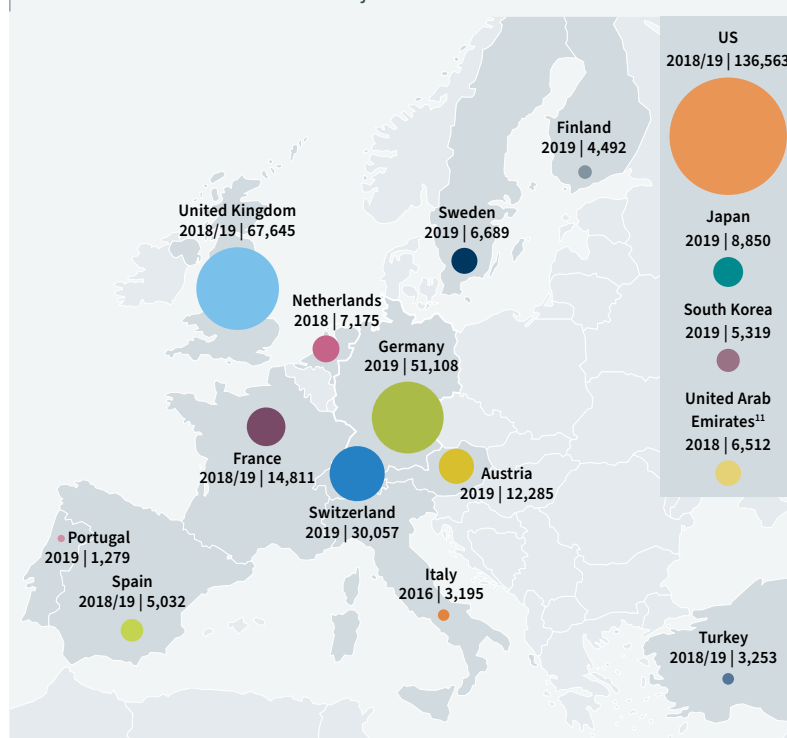 US
2018/19 | 136,563
Finland
2019 | 4,492
United Kingdom
2018/19 | 67,645
Sweden
2019 | 6,689
Japan
2019 | 8,850
Netherlands
2018 | 7,175
South Korea
2019 | 5,319
Germany
2019 | 51,108
United Arab
Emirates¹¹
2018 | 6,512
France
2018/19 | 14,811
Austria
2019 | 12,285
Switzerland
2019 | 30,057
Portugal
2019 | 1,279
Spain
2018/19 | 5,032
Italy
2016 | 3,195
Turkey
2018/19 | 3,253